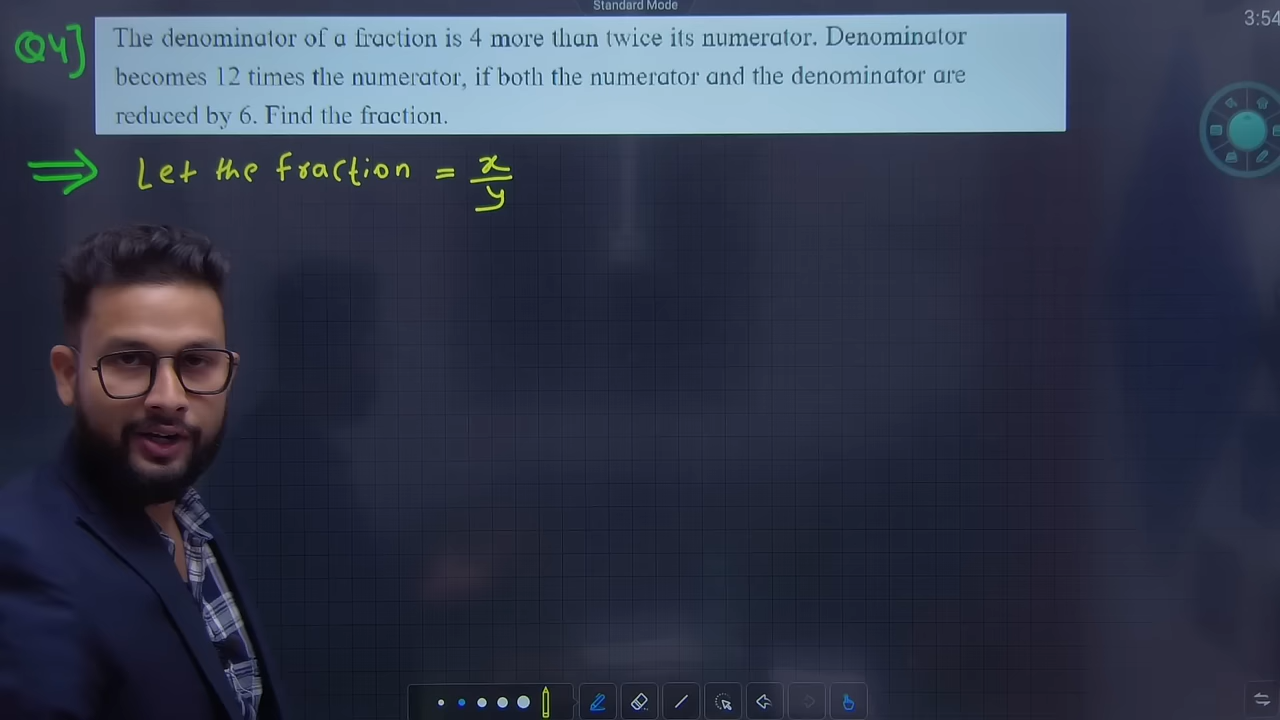 Standard Mode
3:54
Q4]
The denominator of a fraction is 4 more than twice its numerator. Denominator
becomes 12 times the numerator, if both the numerator and the denominator are
reduced by 6. Find the fraction.
⇒ Let the fraction = x/y